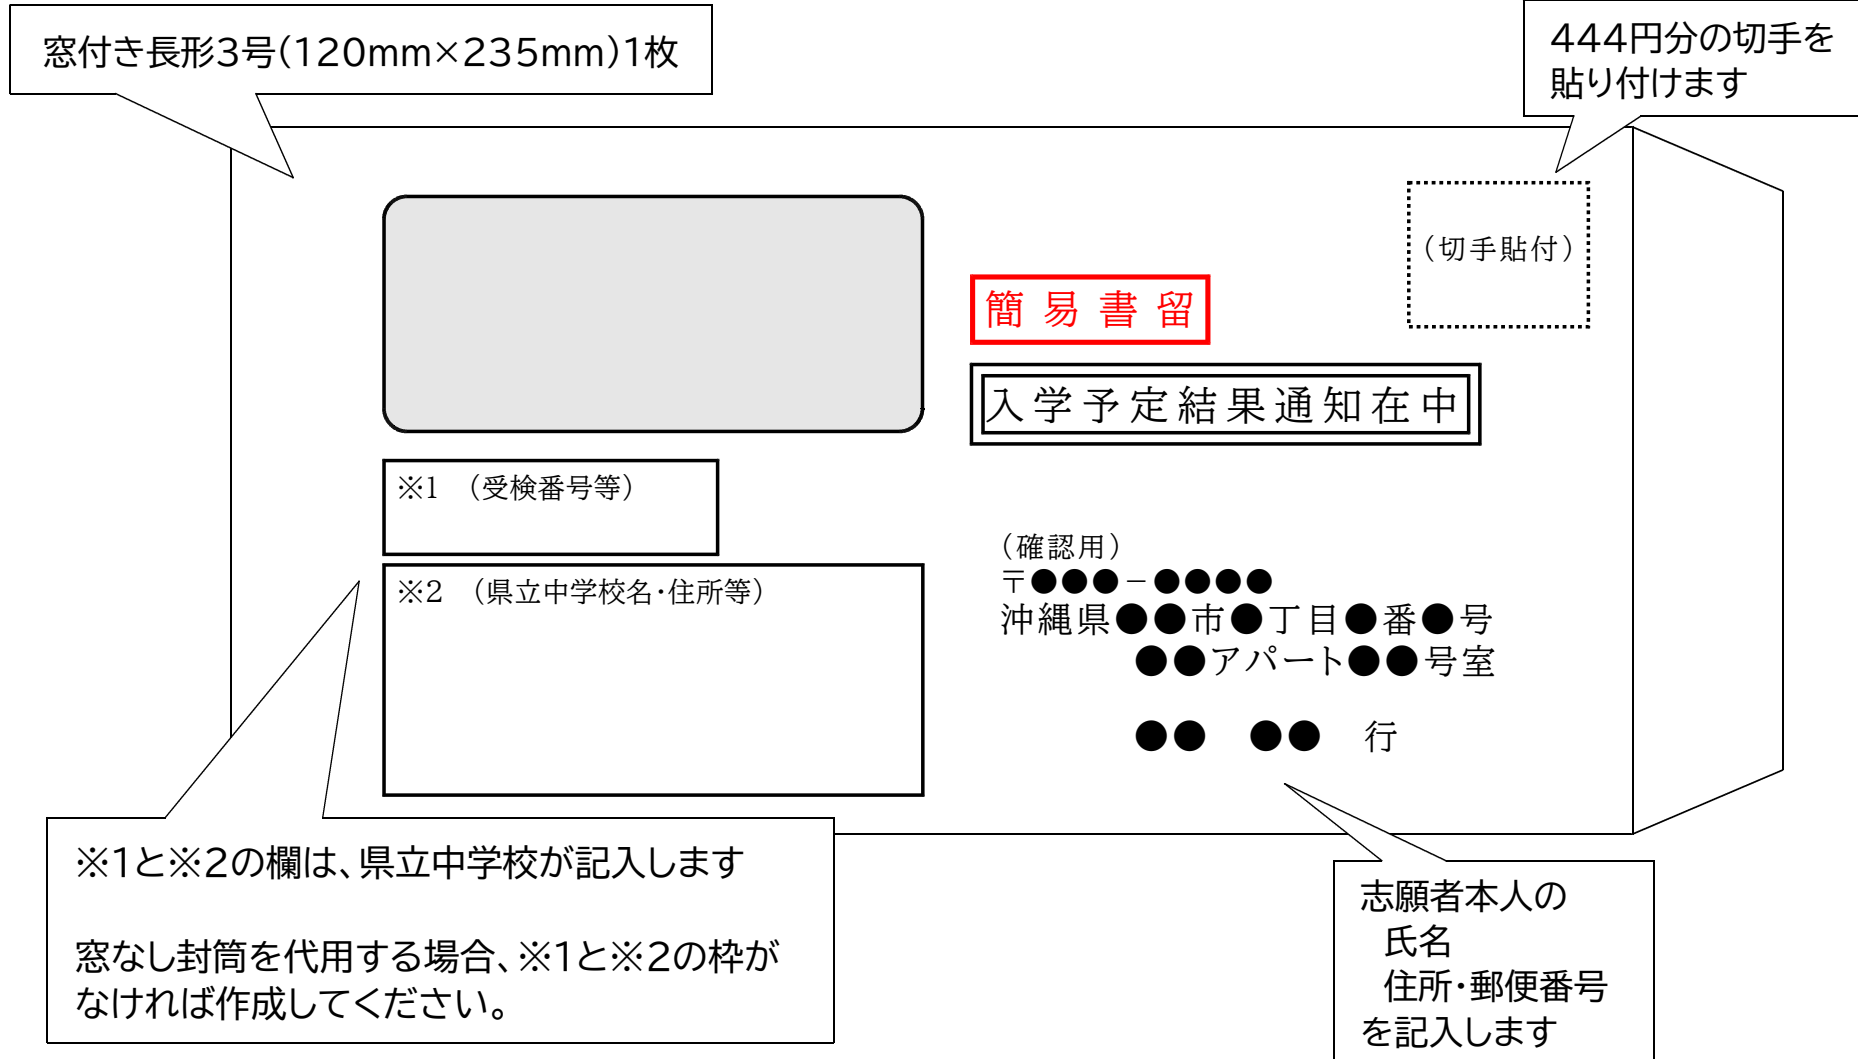 窓付き長形3号(120mm×235mm)1枚
444円分の切手を
貼り付けます
(切手貼付)
簡易書留
入学予定結果通知在中
※1 (受検番号等)
※2 (県立中学校名・住所等)
(確認用)
〒●●●－●●●●
沖縄県●●市●丁目●番●号
●●アパート●●号室
●● ●● 行
※1と※2の欄は、県立中学校が記入します
窓なし封筒を代用する場合、※1と※2の枠が
なければ作成してください。
志願者本人の
氏名
住所・郵便番号
を記入します